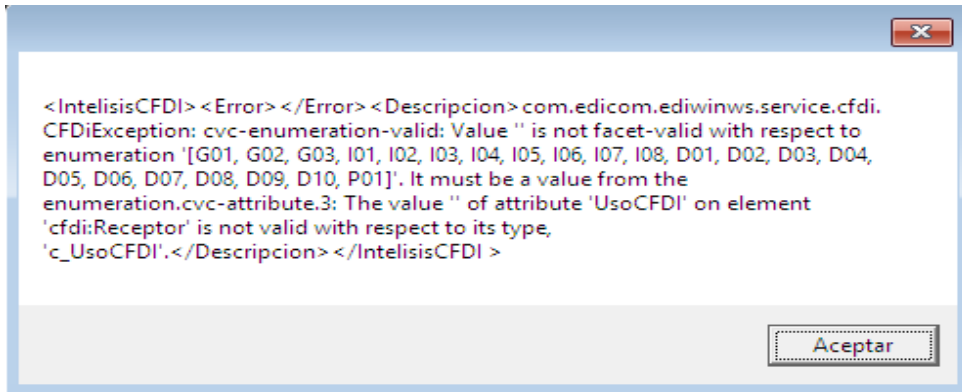 <IntelisisCFDI><Error></Error><Descripcion>com.edicom.ediwinws.service.cfdi.
CFDiException: cvc-enumeration-valid: Value '' is not facet-valid with respect to
enumeration '[G01, G02, G03, I01, I02, I03, I04, I05, I06, I07, I08, D01, D02, D03, D04,
D05, D06, D07, D08, D09, D10, P01]'. It must be a value from the
enumeration.cvc-attribute.3: The value '' of attribute 'UsoCFDI' on element
'cfdi:Receptor' is not valid with respect to its type,
'c_UsoCFDI'.</Descripcion></IntelisisCFDI >
Aceptar